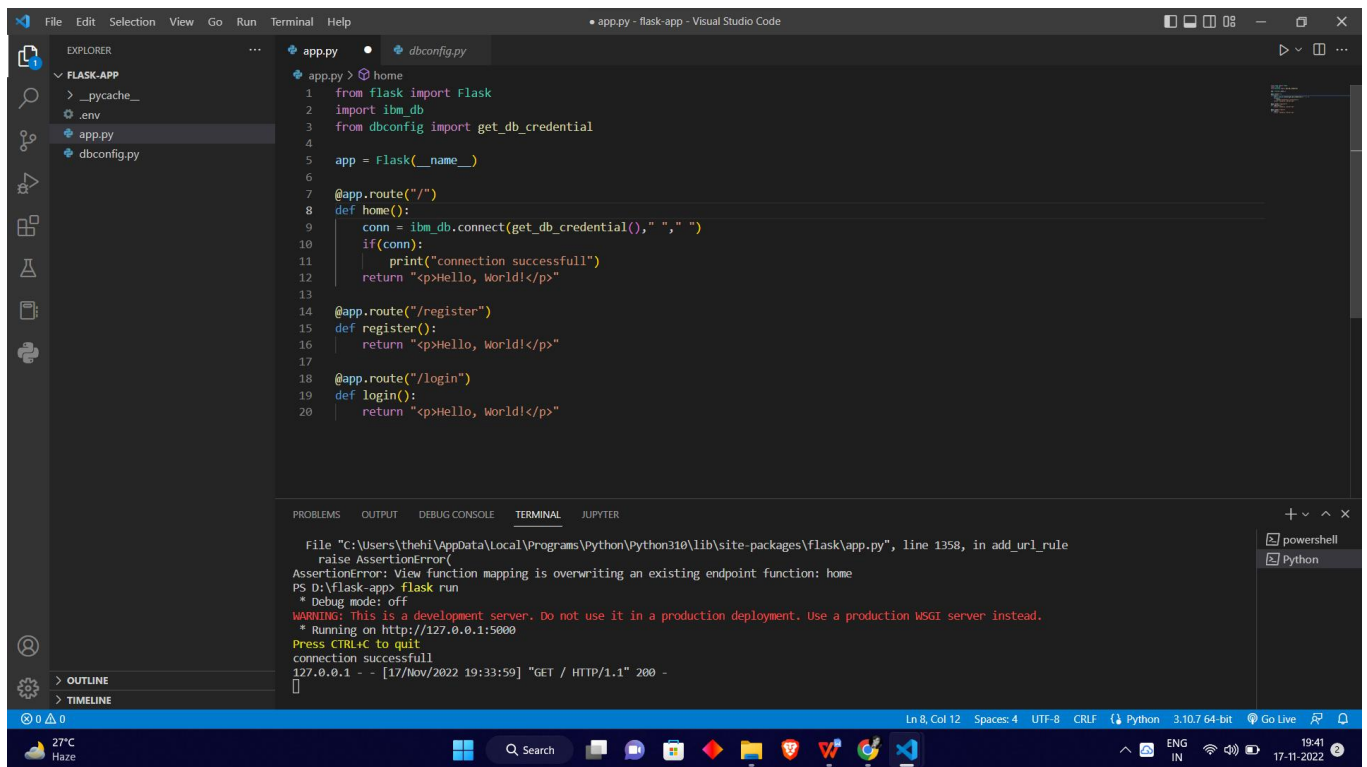 File Edit Selection View Go Run Terminal Help
● app.py - flask-app - Visual Studio Code
EXPLORER
FLASK-APP
> __pycache__
.env
app.py
dbconfig.py
> OUTLINE
> TIMELINE
app.py ● dbconfig.py
app.py > home
1 from flask import Flask
2 import ibm_db
3 from dbconfig import get_db_credential
4
5 app = Flask(__name__)
6
7 @app.route("/")
8 def home():
9     conn = ibm_db.connect(get_db_credential()," "," ")
10     if(conn):
11         print("connection successfull")
12     return "<p>Hello, World!</p>"
13
14 @app.route("/register")
15 def register():
16     return "<p>Hello, World!</p>"
17
18 @app.route("/login")
19 def login():
20     return "<p>Hello, World!</p>"
PROBLEMS OUTPUT DEBUG CONSOLE TERMINAL JUPYTER
File "C:\Users\thehi\AppData\Local\Programs\Python\Python310\lib\site-packages\flask\app.py", line 1358, in add_url_rule
raise AssertionError(
AssertionError: View function mapping is overwriting an existing endpoint function: home
PS D:\flask-app> flask run
* Debug mode: off
WARNING: This is a development server. Do not use it in a production deployment. Use a production WSGI server instead.
* Running on http://127.0.0.1:5000
Press CTRL+C to quit
connection successfull
127.0.0.1 - - [17/Nov/2022 19:33:59] "GET / HTTP/1.1" 200 -
powershell
Python
0 0 Ln 8, Col 12 Spaces: 4 UTF-8 CRLF Python 3.10.7 64-bit Go Live
27°C
Haze
Search
ENG
IN
19:41
17-11-2022
2
1